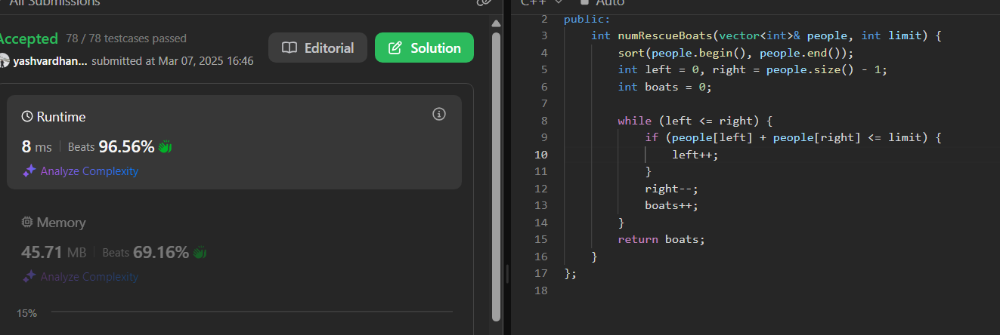 All Submissions
Accepted 78 / 78 testcases passed
yashvardhan... submitted at Mar 07, 2025 16:46
Editorial
Solution
Runtime
8 ms | Beats 96.56%
Analyze Complexity
Memory
45.71 MB | Beats 69.16%
Analyze Complexity
15%
C++ Auto
2 public:
3 int numRescueBoats(vector<int>& people, int limit) {
4 sort(people.begin(), people.end());
5 int left = 0, right = people.size() - 1;
6 int boats = 0;
7
8 while (left <= right) {
9 if (people[left] + people[right] <= limit) {
10 left++;
11 }
12 right--;
13 boats++;
14 }
15 return boats;
16 }
17 };
18